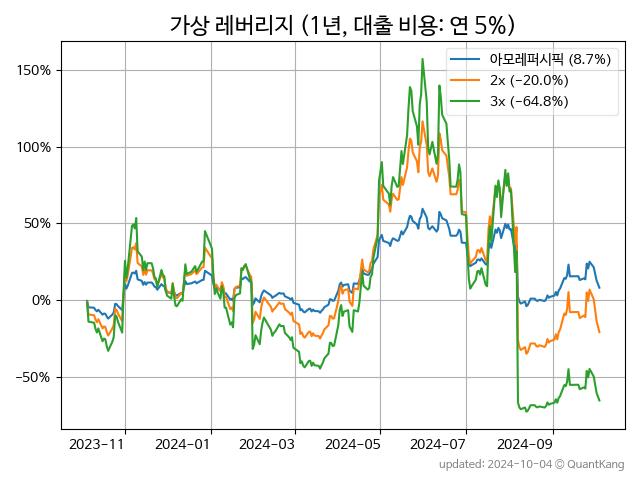 가상 레버리지 (1년, 대출 비용: 연 5%)
아모레퍼시픽 (8.7%)
2x (−20.0%)
3x (−64.8%)
150%
100%
50%
0%
−50%
2023-11
2024-01
2024-03
2024-05
2024-07
2024-09
updated: 2024-10-04 © QuantKang